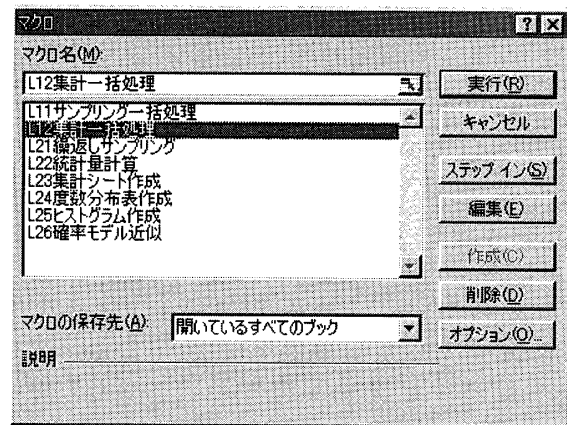 マクロ
マクロ名(M):
L12集計一括処理
L11サンプリング一括処理
L12集計一括処理
L21繰返しサンプリング
L22統計量計算
L23集計シート作成
L24度数分布表作成
L25ヒストグラム作成
L26確率モデル近似
マクロの保存先(A):
開いているすべてのブック
説明
実行(R)
キャンセル
ステップ イン(S)
編集(E)
作成(C)
削除(D)
オプション(O)...